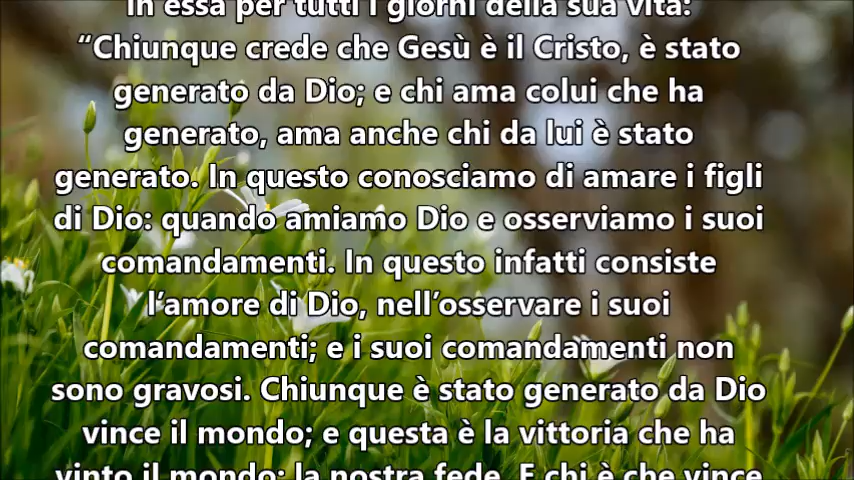 in essa per tutti i giorni della sua vita:
“Chiunque crede che Gesù è il Cristo, è stato
generato da Dio; e chi ama colui che ha
generato, ama anche chi da lui è stato
generato. In questo conosciamo di amare i figli
di Dio: quando amiamo Dio e osserviamo i suoi
comandamenti. In questo infatti consiste
l’amore di Dio, nell’osservare i suoi
comandamenti; e i suoi comandamenti non
sono gravosi. Chiunque è stato generato da Dio
vince il mondo; e questa è la vittoria che ha
vinto il mondo: la nostra fede. E chi è che vince